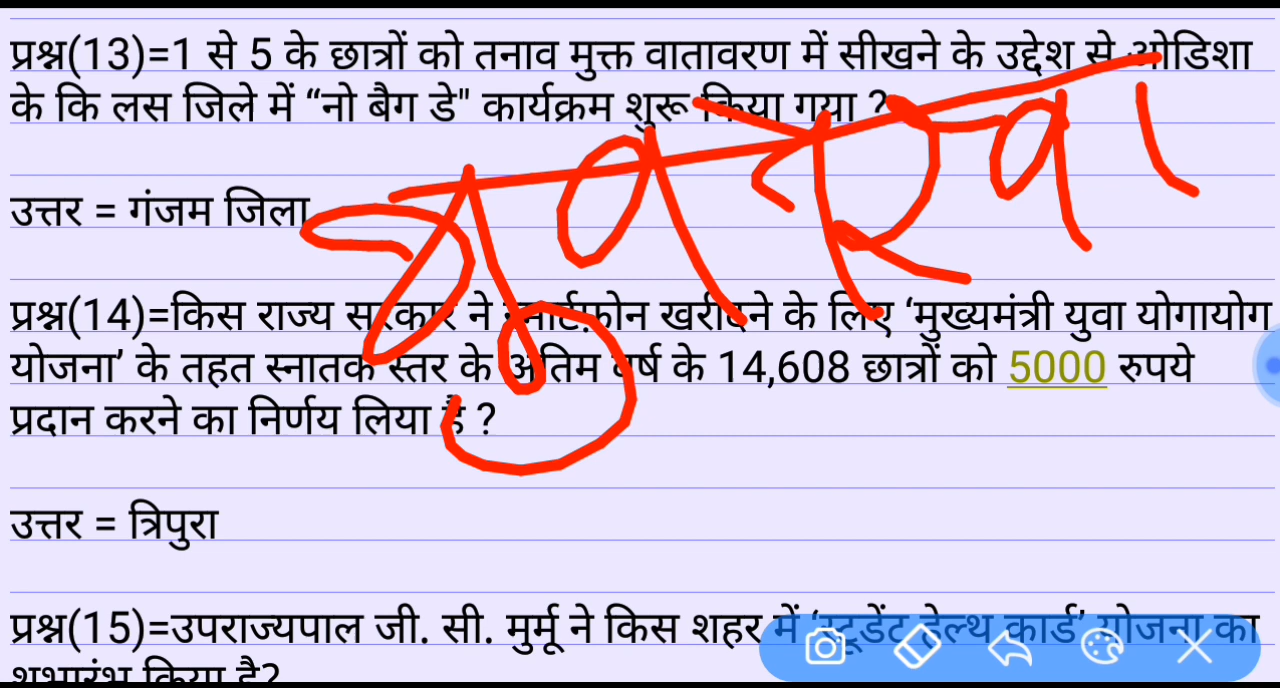 प्रश्न(13)=1 से 5 के छात्रों को तनाव मुक्त वातावरण में सीखने के उद्देश से ओडिशा
के कि लस जिले में “नो बैग डे" कार्यक्रम शुरू किया गया ?
उत्तर = गंजम जिला
प्रश्न(14)=किस राज्य सरकार ने स्मार्टफ़ोन खरीदने के लिए ‘मुख्यमंत्री युवा योगायोग
योजना’ के तहत स्नातक स्तर के अंतिम वर्ष के 14,608 छात्रों को 5000 रुपये
प्रदान करने का निर्णय लिया है ?
उत्तर = त्रिपुरा
प्रश्न(15)=उपराज्यपाल जी. सी. मुर्मू ने किस शहर में ‘स्टूडेंट हेल्थ कार्ड’ योजना का
शुभारंभ किया है?